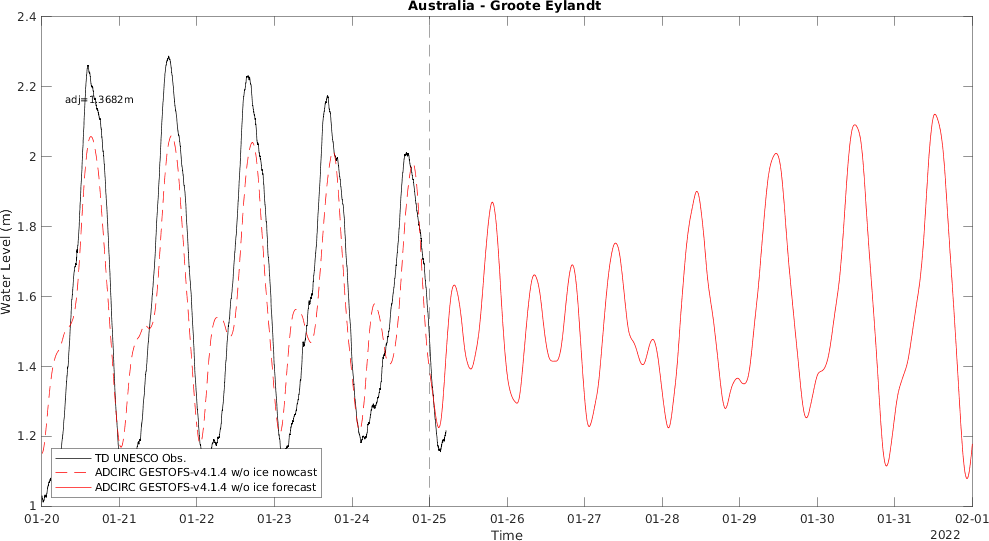 Australia - Groote Eylandt
2.4
2.2
adj=1.3682m
2
1.8
1.6
1.4
1.2
1
Water Level (m)
TD UNESCO Obs.
ADCIRC GESTOFS-v4.1.4 w/o ice nowcast
ADCIRC GESTOFS-v4.1.4 w/o ice forecast
01-20 01-21 01-22 01-23 01-24 01-25 01-26 01-27 01-28 01-29 01-30 01-31 02-01
Time
2022